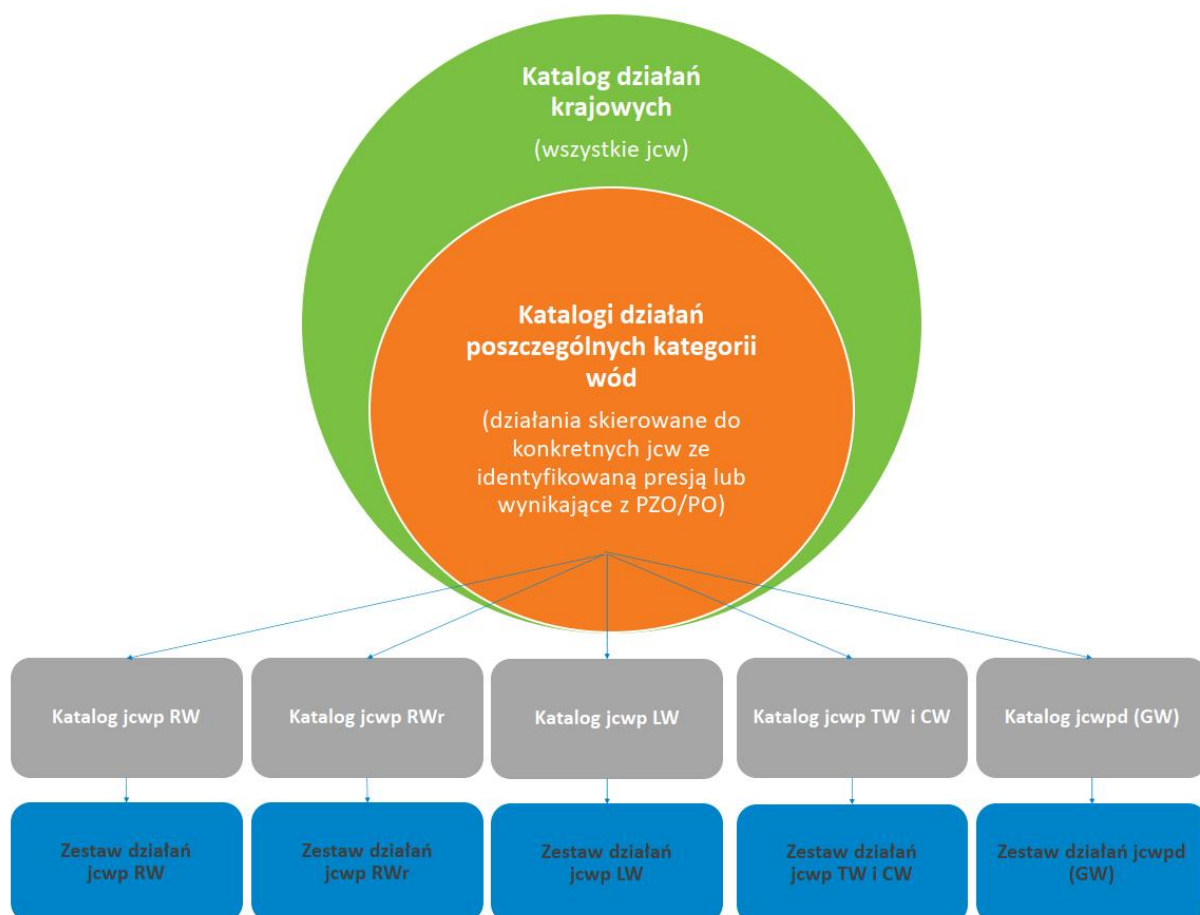 Katalog działań
krajowych
(wszystkie jcw)
Katalogi działań
poszczególnych kategorii
wód
(działania skierowane do
konkretnych jcw ze
identyfikowaną presją lub
wynikające z PZO/PO)
Katalog jcwp RW
Katalog jcwp RWr
Katalog jcwp LW
Katalog jcwp TW i CW
Katalog jcwpd (GW)
Zestaw działań
jcwp RW
Zestaw działań
jcwp RWr
Zestaw działań
jcwp LW
Zestaw działań
jcwp TW i CW
Zestaw działań jcwpd
(GW)